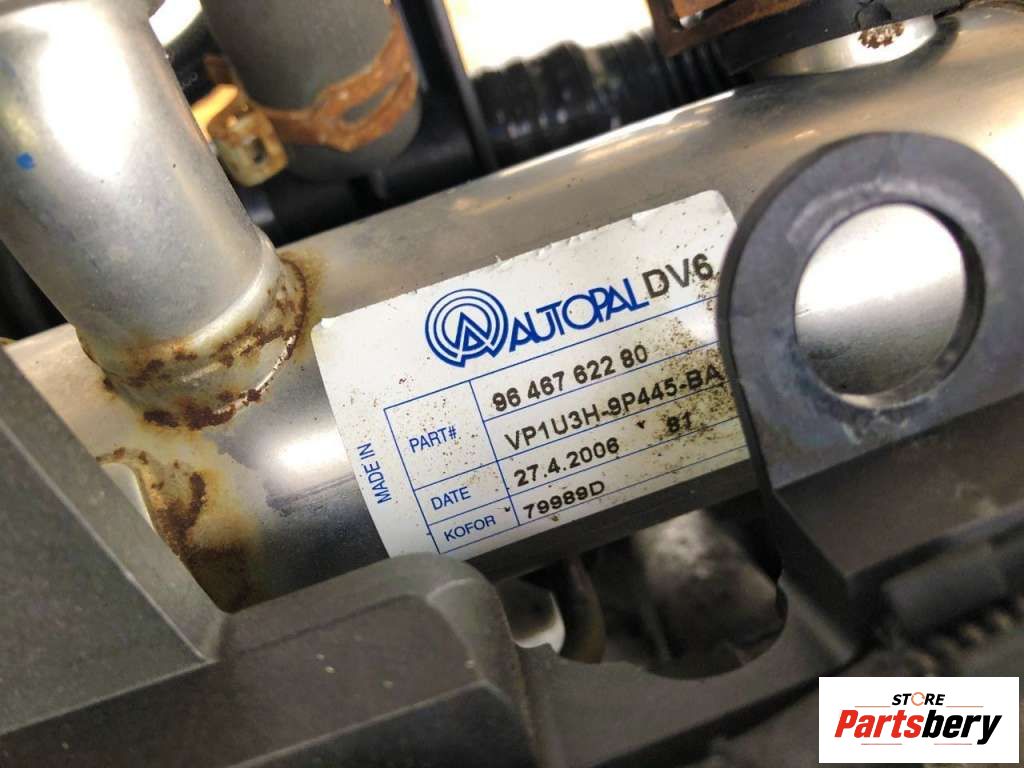 AUTOPAL DV6
MADE IN
PART#
96 467 622 80
VP1U3H-9P445-BA
DATE
27.4.2006 81
KOFOR
79989D
STORE
Partsbery